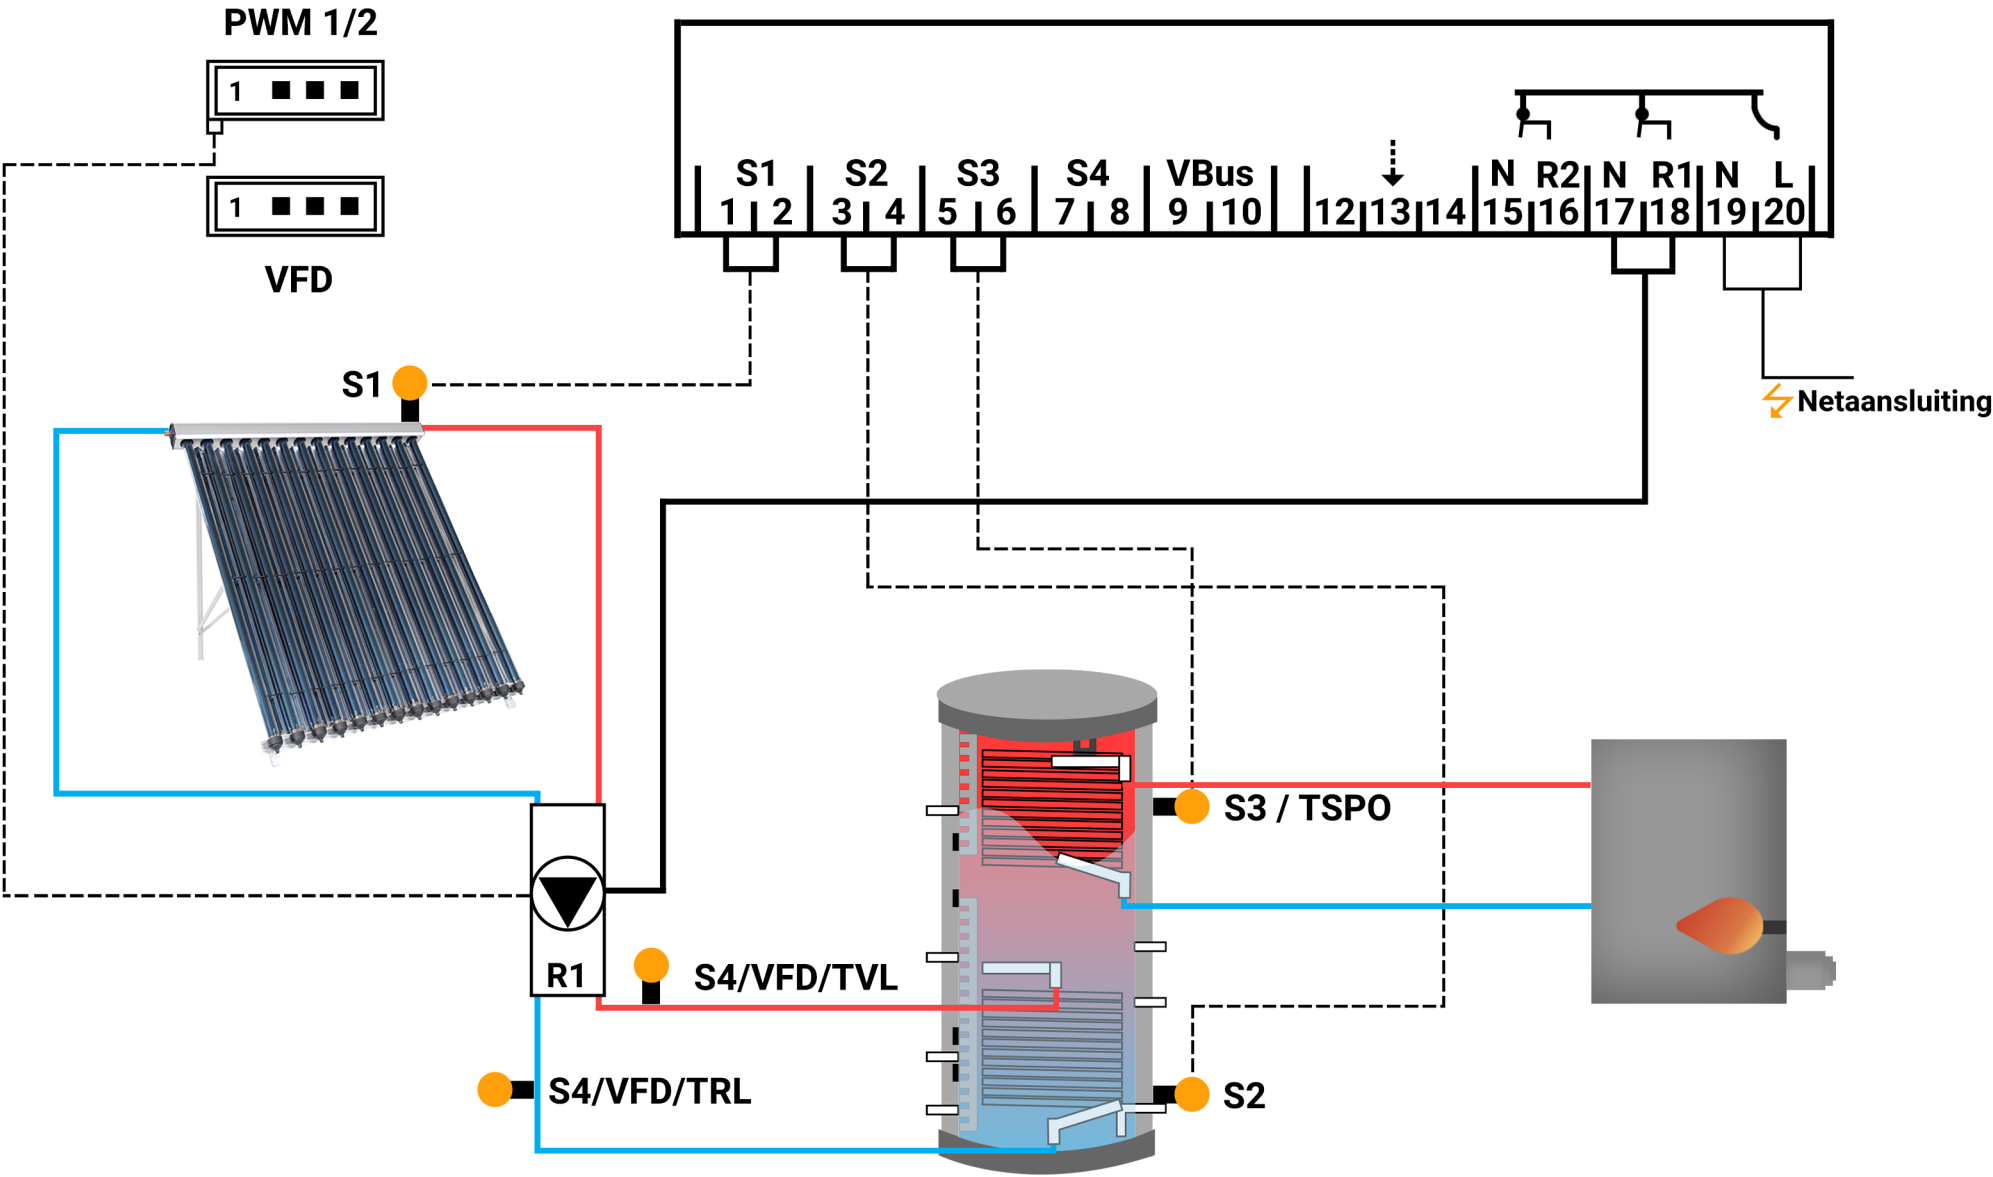 PWM 1/2
1
1
VFD
S1 S2 S3 S4 VBus N R2 N R1 N L
1 2 3 4 5 6 7 8 9 10 12 13 14 15 16 17 18 19 20
S1
Netaansluiting
S3 / TSPO
R1
S4/VFD/TVL
S4/VFD/TRL
S2